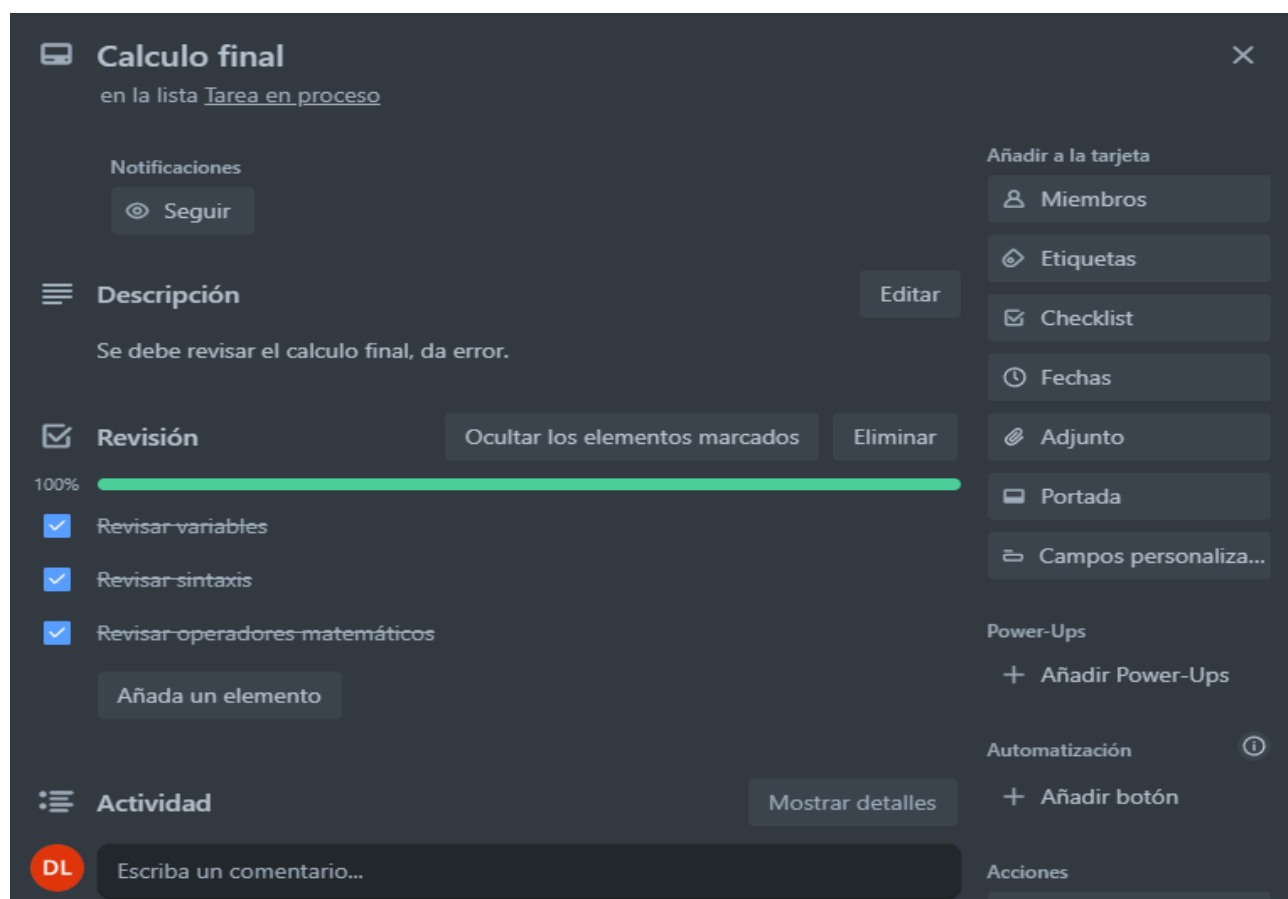 Calculo final
en la lista Tarea en proceso
Notificaciones
Seguir
Descripción
Editar
Se debe revisar el calculo final, da error.
Revisión
Ocultar los elementos marcados
Eliminar
100%
Revisar variables
Revisar sintaxis
Revisar operadores matemáticos
Añada un elemento
Actividad
Mostrar detalles
DL
Escriba un comentario...
Añadir a la tarjeta
Miembros
Etiquetas
Checklist
Fechas
Adjunto
Portada
Campos personaliza...
Power-Ups
+ Añadir Power-Ups
Automatización
+ Añadir botón
Acciones